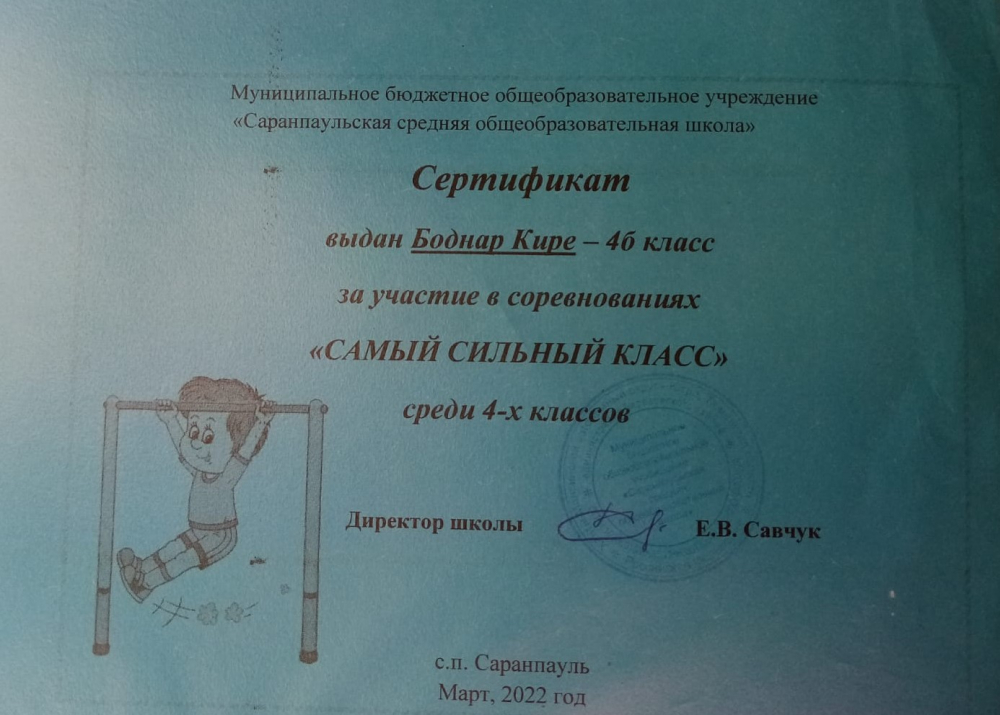 Муниципальное бюджетное общеобразовательное учреждение
«Саранпаульская средняя общеобразовательная школа»
Сертификат
выдан Боднар Кире – 4б класс
за участие в соревнованиях
«САМЫЙ СИЛЬНЫЙ КЛАСС»
среди 4-х классов
Директор школы Е.В. Савчук
с.п. Саранпауль
Март, 2022 год